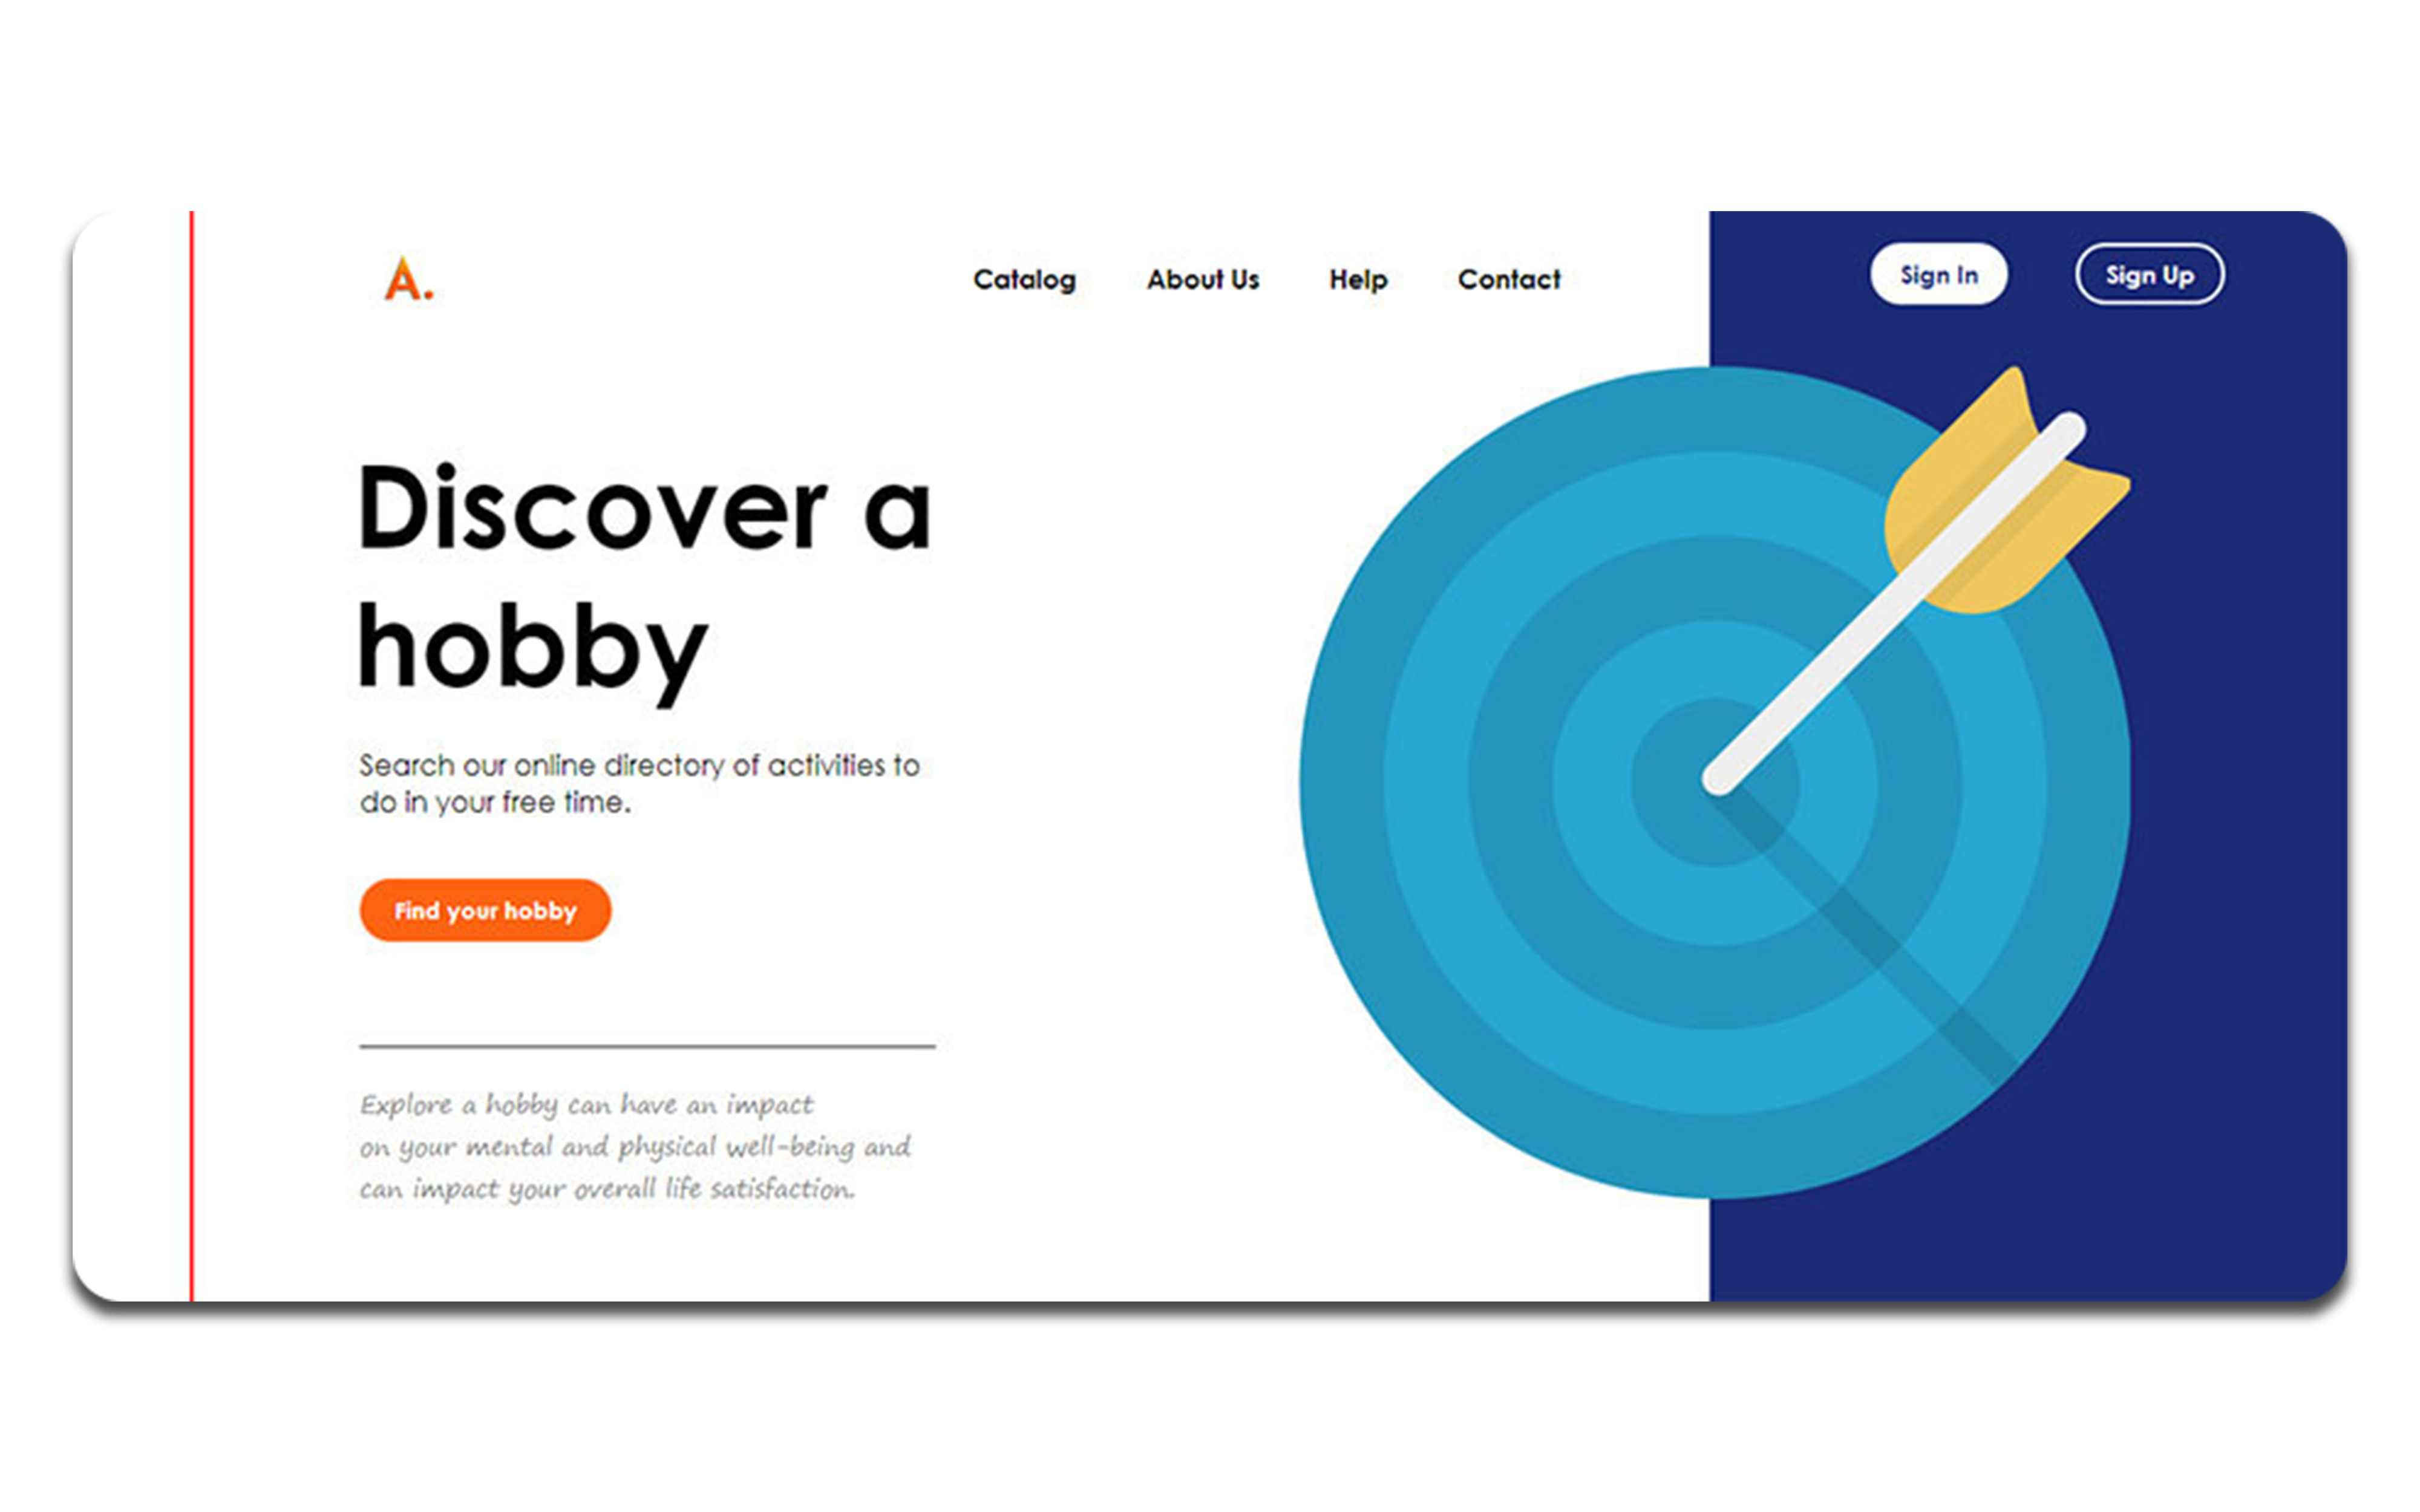 A.
Catalog About Us Help Contact Sign In Sign Up
Discover a
hobby
Search our online directory of activities to
do in your free time.
Find your hobby
Explore a hobby can have an impact
on your mental and physical well-being and
can impact your overall life satisfaction.